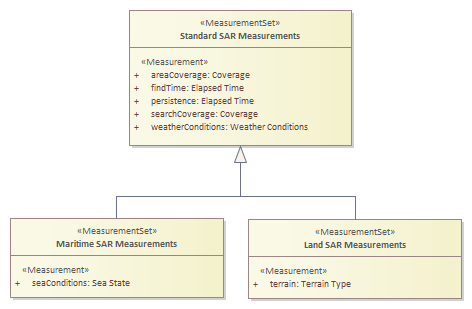 «MeasurementSet»
Standard SAR Measurements
«Measurement»
+ areaCoverage: Coverage
+ findTime: Elapsed Time
+ persistence: Elapsed Time
+ searchCoverage: Coverage
+ weatherConditions: Weather Conditions
«MeasurementSet»
Maritime SAR Measurements
«Measurement»
+ seaConditions: Sea State
«MeasurementSet»
Land SAR Measurements
«Measurement»
+ terrain: Terrain Type